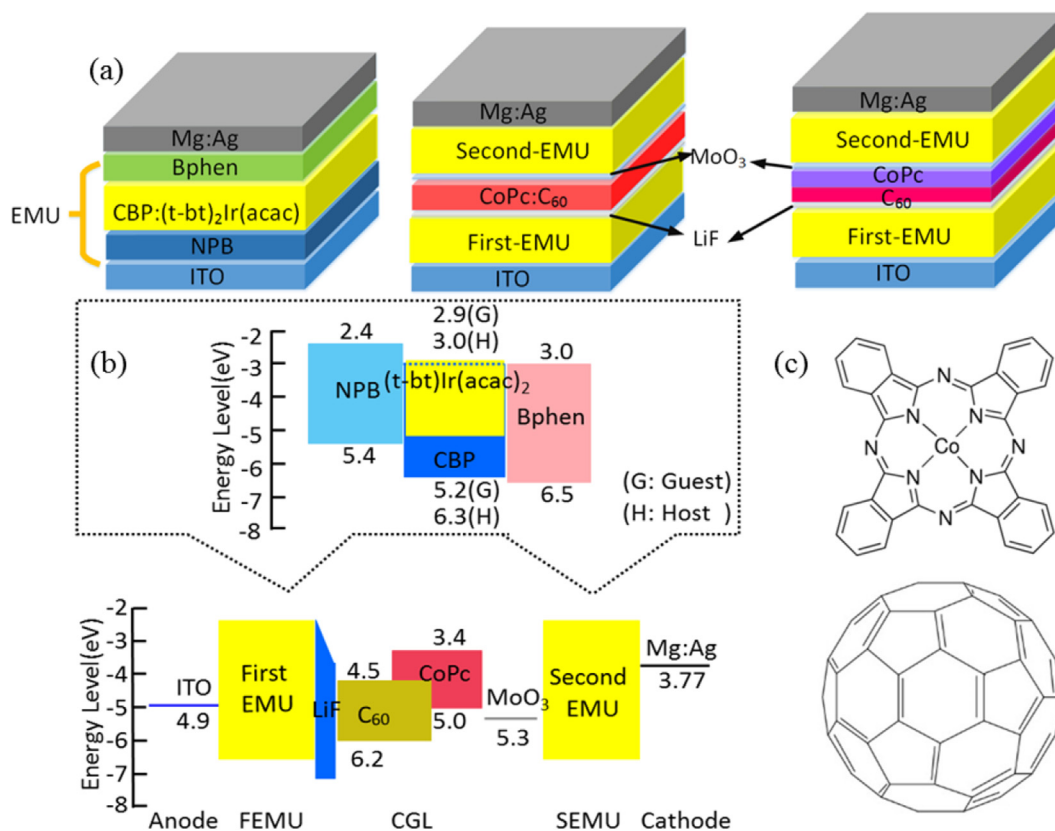 (a)
Mg:Ag
Bphen
CBP:(t-bt)₂Ir(acac)
NPB
ITO
EMU
Mg:Ag
Second-EMU
CoPc:C₆₀
First-EMU
ITO
MoO₃
LiF
Mg:Ag
Second-EMU
CoPc
C₆₀
First-EMU
ITO
(b)
Energy Level(eV)
-2
-3
-4
-5
-6
-7
-8
2.4
NPB
5.4
2.9(G)
3.0(H)
(t-bt)Ir(acac)₂
CBP
5.2(G)
6.3(H)
3.0
Bphen
6.5
(G: Guest)
(H: Host )
Energy Level(eV)
-2
-3
-4
-5
-6
-7
-8
ITO
4.9
First
EMU
LiF
4.5
C₆₀
6.2
3.4
CoPc
5.0
MoO₃
5.3
Second
EMU
Mg:Ag
3.77
Anode FEMU CGL SEMU Cathode
(c)
N
N
N
N
Co
N
N
N
N